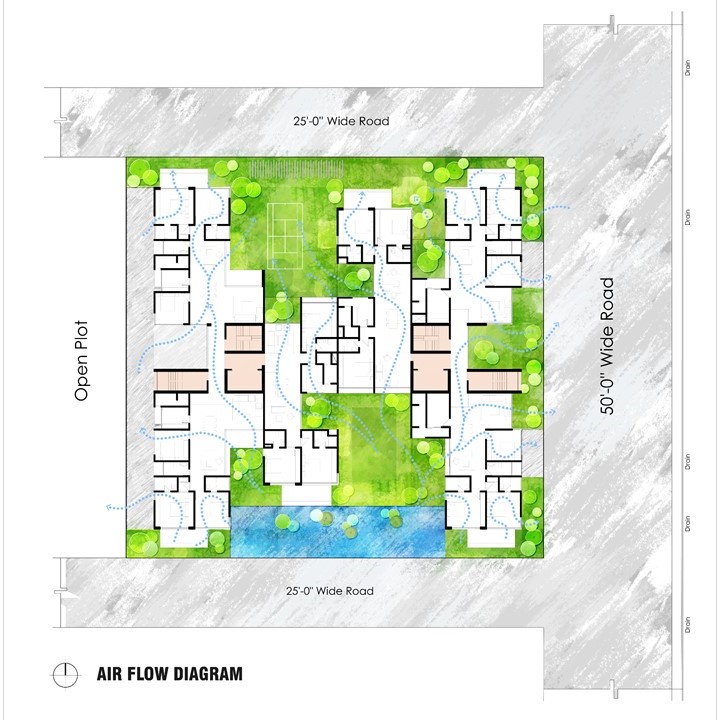 Drain
25'-0" Wide Road
Drain
Open Plot
50'-0" Wide Road
Drain
Drain
25'-0" Wide Road
Drain
AIR FLOW DIAGRAM